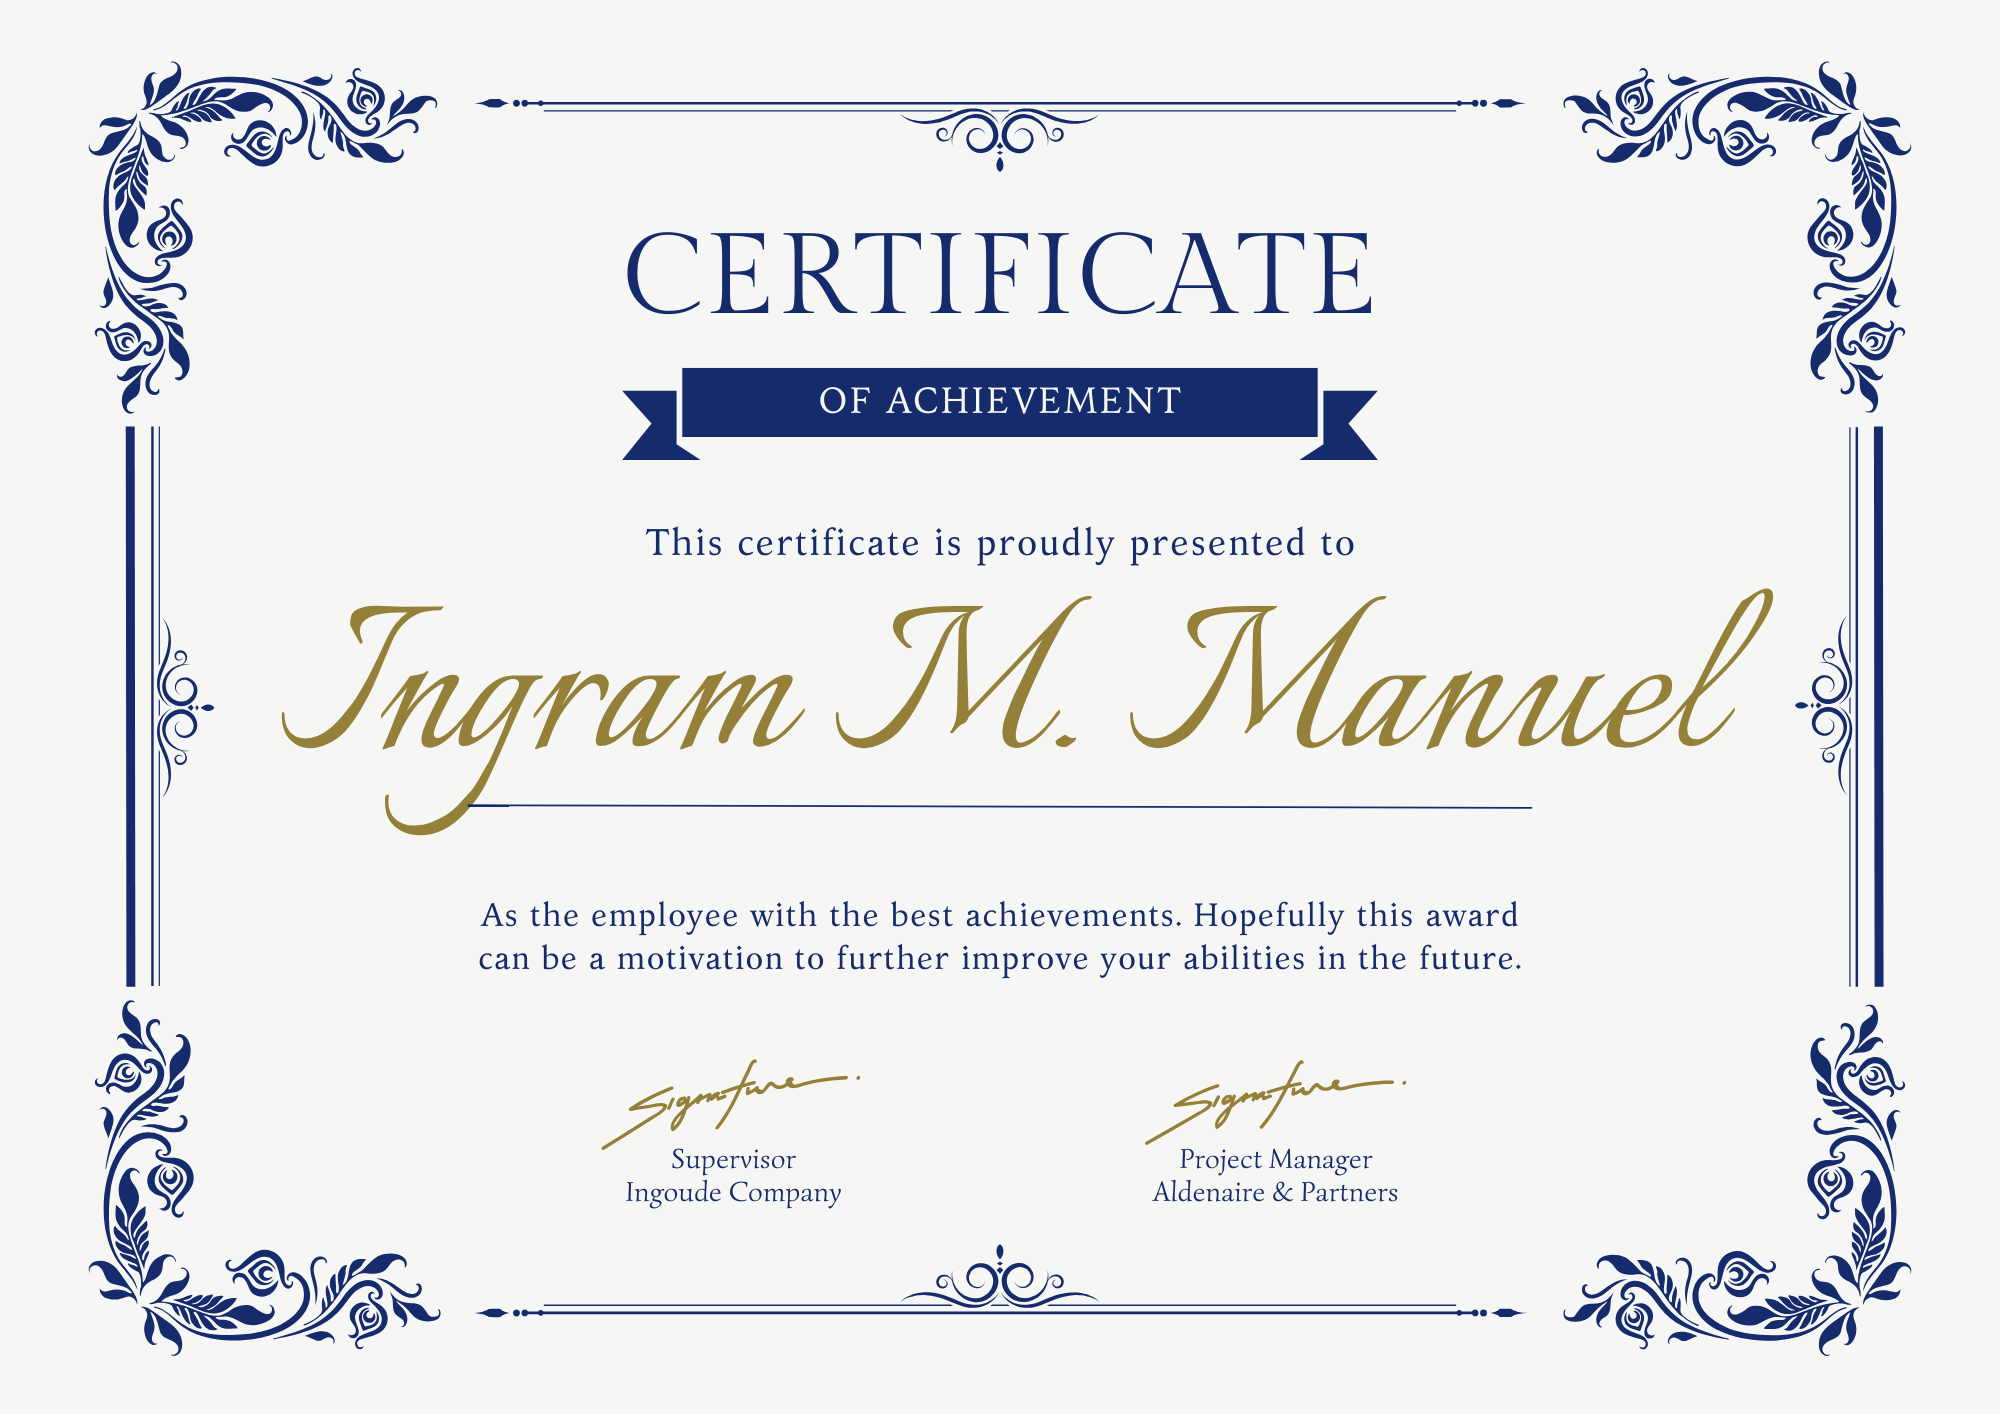 CERTIFICATE
OF ACHIEVEMENT
This certificate is proudly presented to
Ingram M. Manuel
As the employee with the best achievements. Hopefully this award
can be a motivation to further improve your abilities in the future.
Signature
Supervisor
Ingoude Company
Signature
Project Manager
Aldenaire & Partners